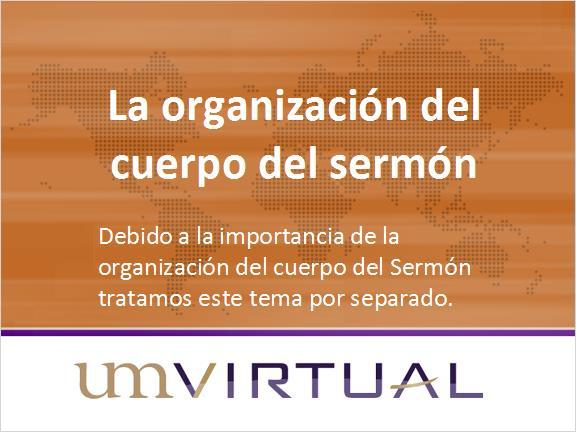 La organización del
cuerpo del sermón
Debido a la importancia de la
organización del cuerpo del Sermón
tratamos este tema por separado.
umVIRTUAL